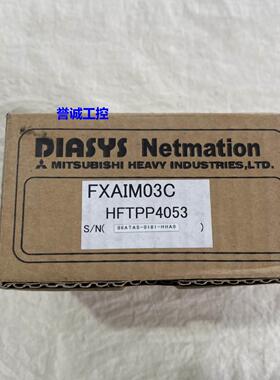 誉诚工控
DIASYS Netmation
MITSUBISHI HEAVY INDUSTRIES,LTD.
FXAIM03C
HFTPP4053
S/N( )